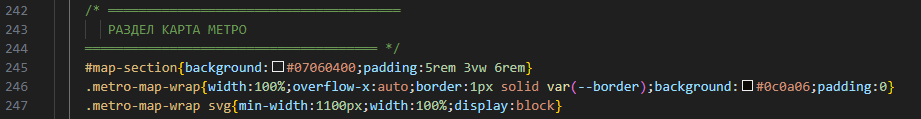 242 /* ═════════════════════════════════════
243 РАЗДЕЛ КАРТА МЕТРО
244 ═════════════════════════════════════ */
245 #map-section{background:#07060400;padding:5rem 3vw 6rem}
246 .metro-map-wrap{width:100%;overflow-x:auto;border:1px solid var(--border);background:#0c0a06;padding:0}
247 .metro-map-wrap svg{min-width:1100px;width:100%;display:block}